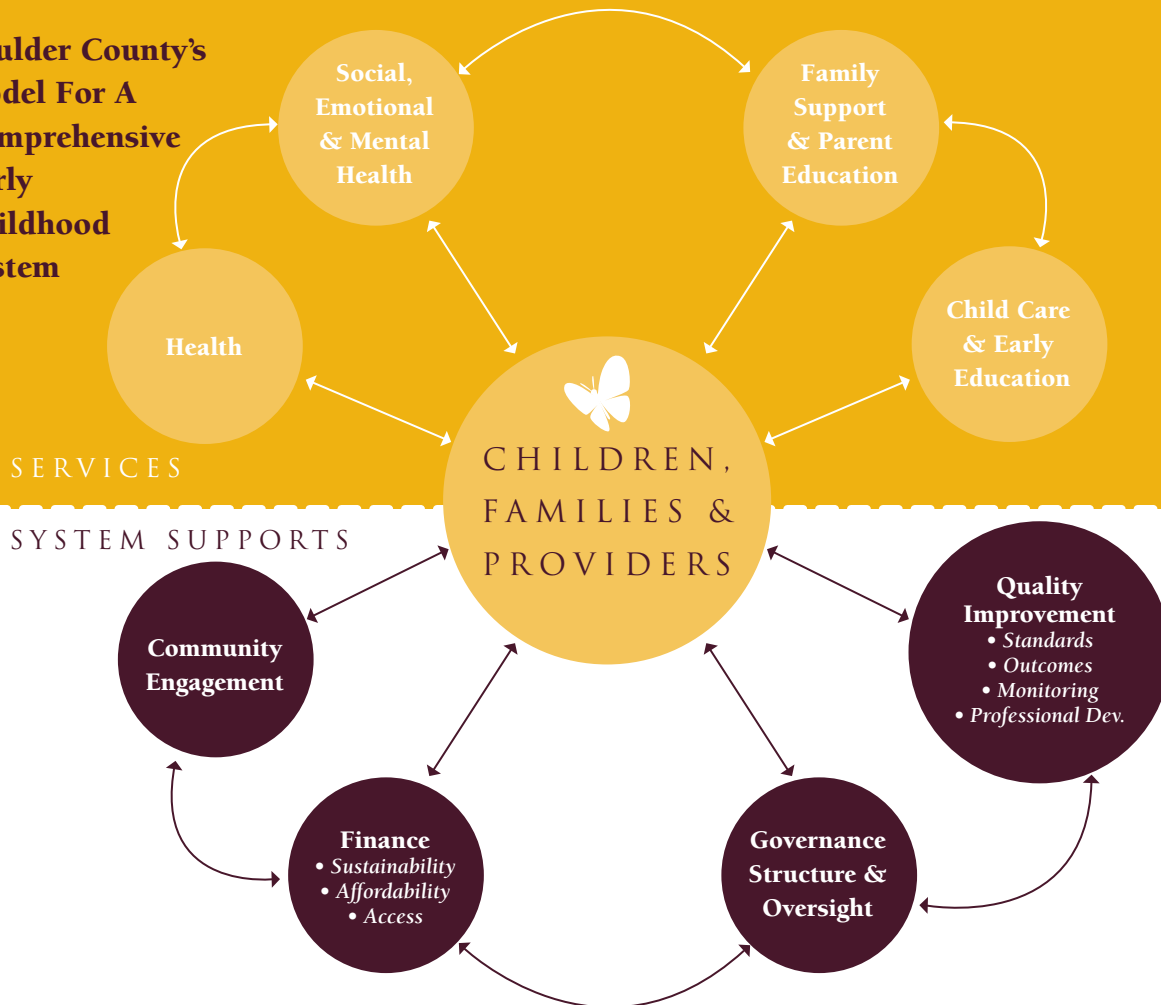 ulder County's
del For A
mprehensive
rly
ildhood
stem
Social,
Emotional
& Mental
Health
Family
Support
& Parent
Education
Health
Child Care
& Early
Education
SERVICES
CHILDREN,
FAMILIES &
PROVIDERS
SYSTEM SUPPORTS
Community
Engagement
Quality
Improvement
• Standards
• Outcomes
• Monitoring
• Professional Dev.
Finance
• Sustainability
• Affordability
• Access
Governance
Structure &
Oversight